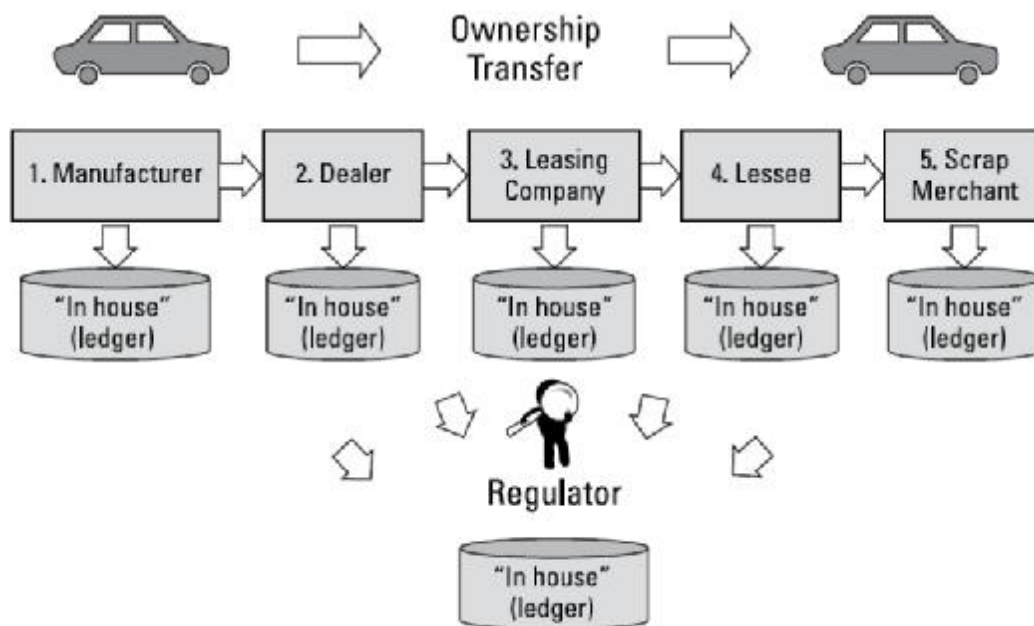 Ownership
Transfer
1. Manufacturer
2. Dealer
3. Leasing
Company
4. Lessee
5. Scrap
Merchant
“In house”
(ledger)
“In house”
(ledger)
“In house”
(ledger)
“In house”
(ledger)
“In house”
(ledger)
Regulator
“In house”
(ledger)